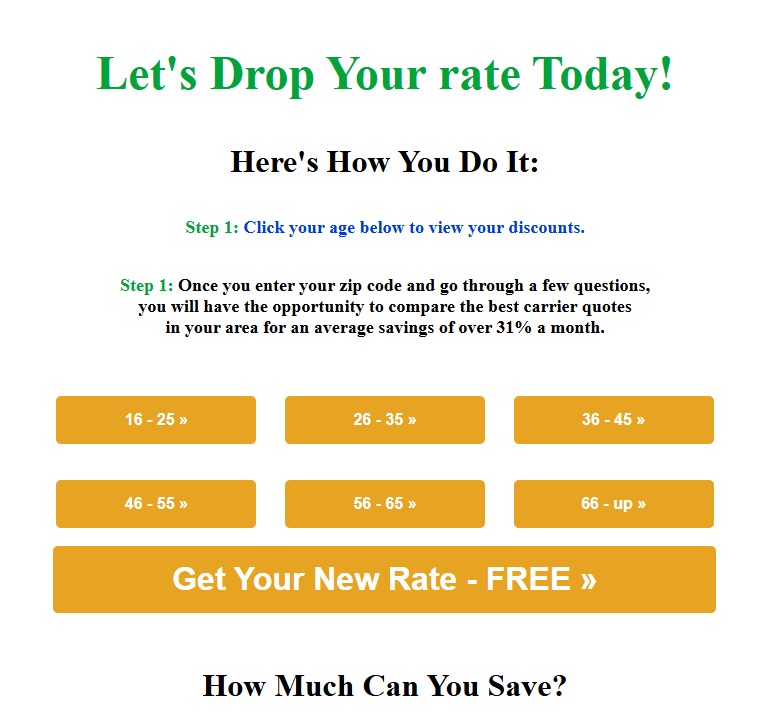 Let's Drop Your rate Today!
Here's How You Do It:
Step 1: Click your age below to view your discounts.
Step 1: Once you enter your zip code and go through a few questions,
you will have the opportunity to compare the best carrier quotes
in your area for an average savings of over 31% a month.
16 - 25 »
26 - 35 »
36 - 45 »
46 - 55 »
56 - 65 »
66 - up »
Get Your New Rate - FREE »
How Much Can You Save?